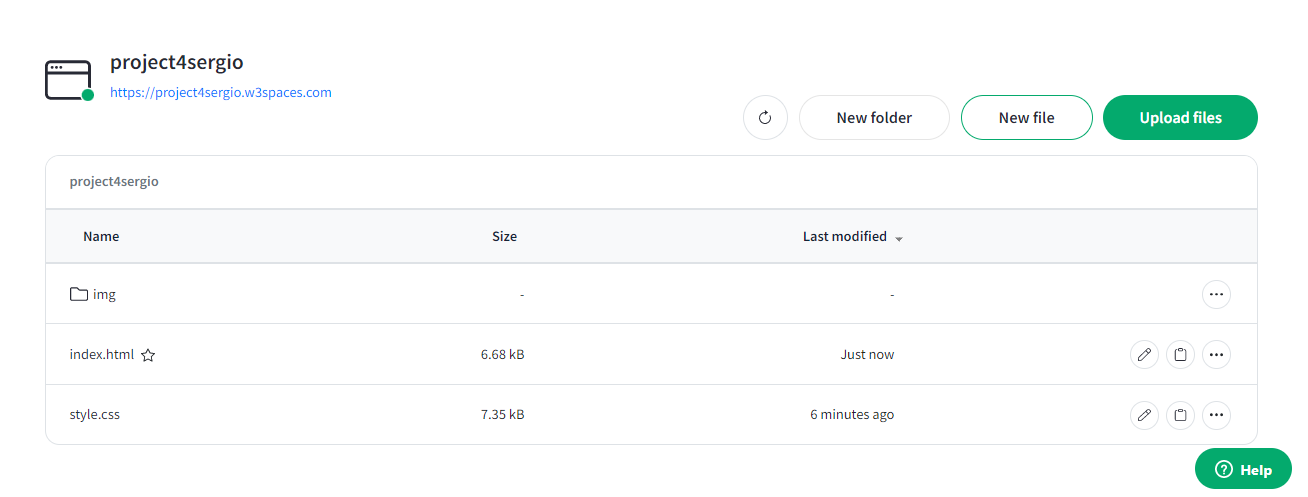 project4sergio
https://project4sergio.w3spaces.com
New folder
New file
Upload files
project4sergio
Name Size Last modified
img - -
index.html 6.68 kB Just now
style.css 7.35 kB 6 minutes ago
Help